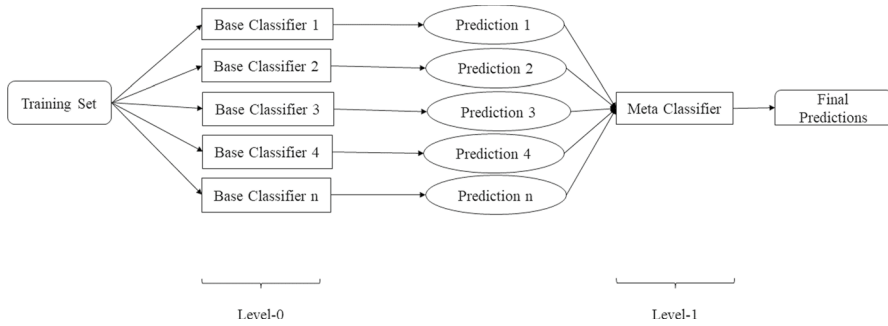 Base Classifier 1
Prediction 1
Base Classifier 2
Prediction 2
Training Set
Base Classifier 3
Prediction 3
Meta Classifier
Final
Predictions
Base Classifier 4
Prediction 4
Base Classifier n
Prediction n
Level-0
Level-1